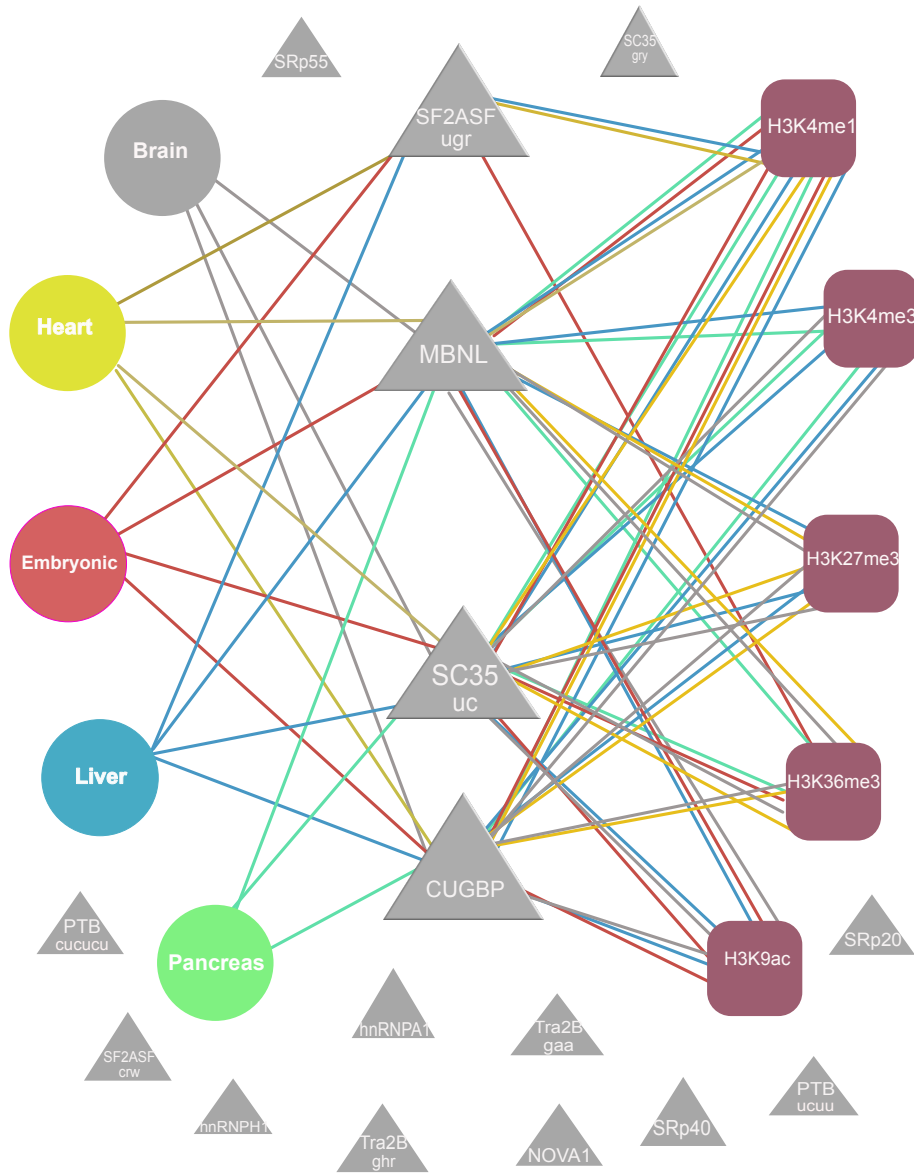 SRp55
SC35
gry
SF2ASF
ugr
H3K4me1
Brain
Heart
H3K4me3
MBNL
Embryonic
H3K27me3
SC35
uc
Liver
H3K36me3
CUGBP
PTB
cucucu
Pancreas
H3K9ac
SRp20
hnRNPA1
Tra2B
gaa
SF2ASF
crw
PTB
ucuu
hnRNPH1
Tra2B
ghr
NOVA1
SRp40